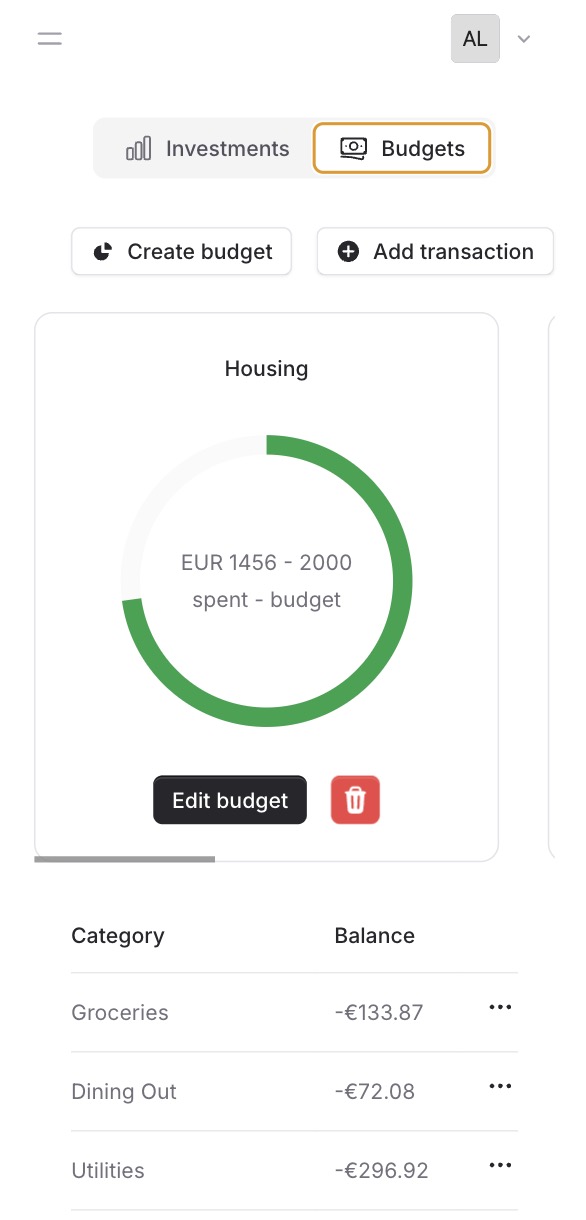 AL
Investments
Budgets
Create budget
Add transaction
Housing
EUR 1456 - 2000
spent - budget
Edit budget
Category Balance
Groceries -€133.87
Dining Out -€72.08
Utilities -€296.92